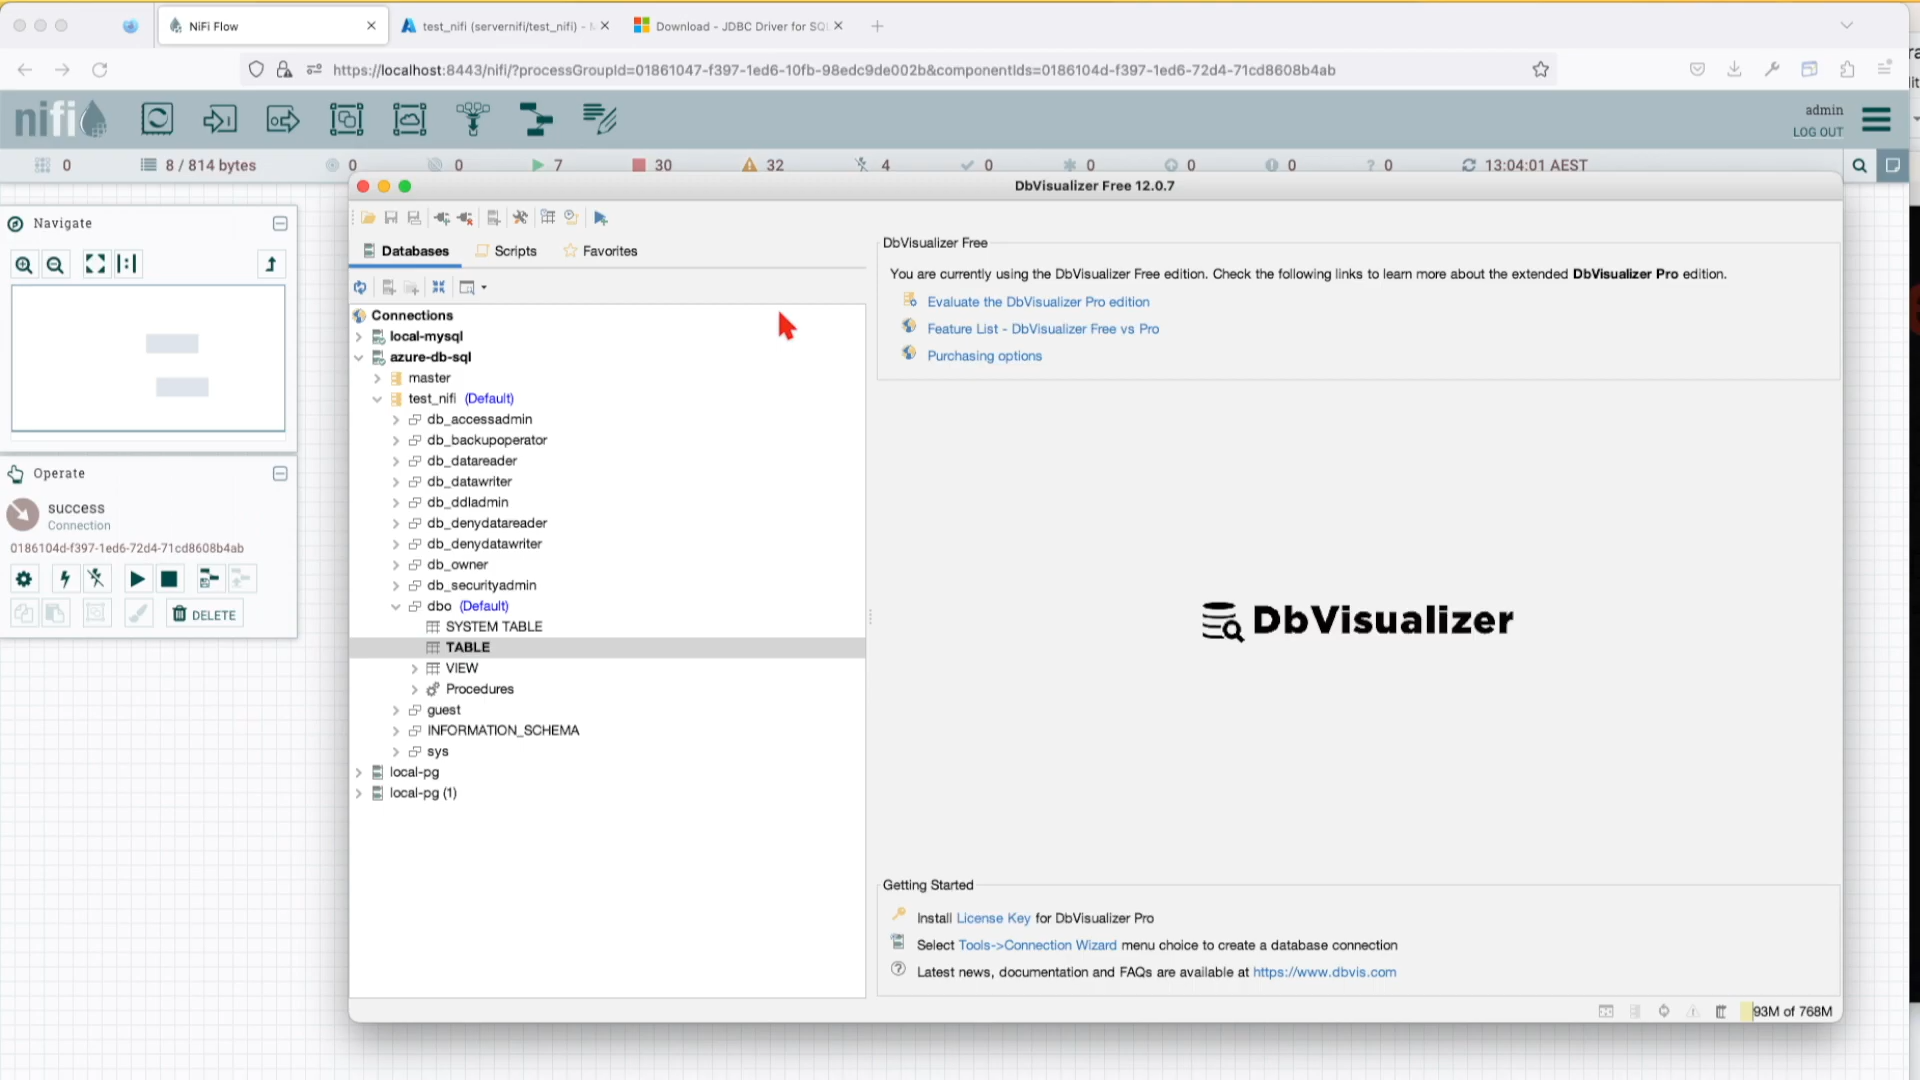 NiFi Flow
test_nifi (servernifi/test_nifi) -
Download - JDBC Driver for SQL
https://localhost:8443/nifi/?processGroupId=01861047-f397-1ed6-10fb-98edc9de002b&componentIds=0186104d-f397-1ed6-72d4-71cd8608b4ab
nifi
admin
LOG OUT
0
8 / 814 bytes
0
0
7
30
32
4
0
0
0
0
? 0
13:04:01 AEST
DbVisualizer Free 12.0.7
Navigate
Operate
success
Connection
0186104d-f397-1ed6-72d4-71cd8608b4ab
DELETE
Databases
Scripts
Favorites
Connections
local-mysql
azure-db-sql
master
test_nifi (Default)
db_accessadmin
db_backupoperator
db_datareader
db_datawriter
db_ddladmin
db_denydatareader
db_denydatawriter
db_owner
db_securityadmin
dbo (Default)
SYSTEM TABLE
TABLE
VIEW
Procedures
guest
INFORMATION_SCHEMA
sys
local-pg
local-pg (1)
DbVisualizer Free
You are currently using the DbVisualizer Free edition. Check the following links to learn more about the extended DbVisualizer Pro edition.
Evaluate the DbVisualizer Pro edition
Feature List - DbVisualizer Free vs Pro
Purchasing options
DbVisualizer
Getting Started
Install License Key for DbVisualizer Pro
Select Tools->Connection Wizard menu choice to create a database connection
Latest news, documentation and FAQs are available at https://www.dbvis.com
93M of 768M